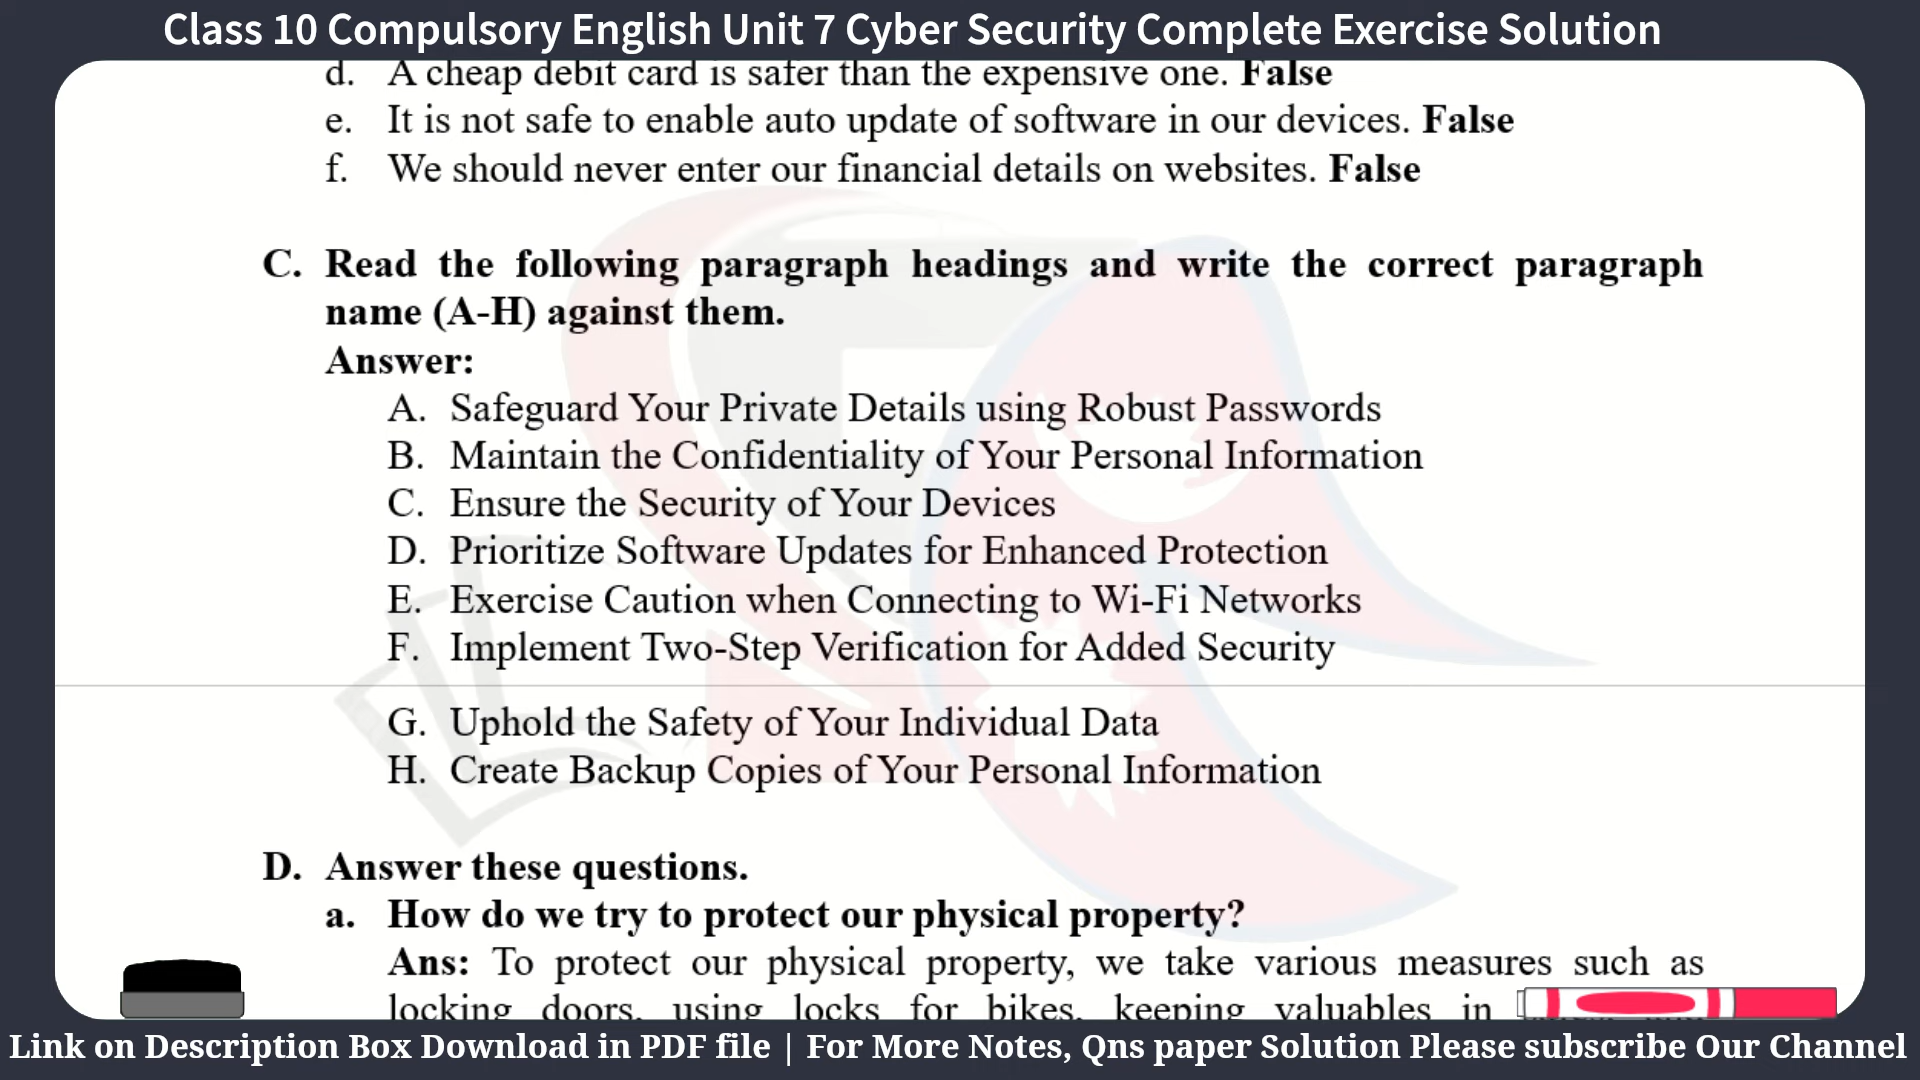 Class 10 Compulsory English Unit 7 Cyber Security Complete Exercise Solution
d. A cheap debit card is safer than the expensive one. False
e. It is not safe to enable auto update of software in our devices. False
f. We should never enter our financial details on websites. False
C. Read the following paragraph headings and write the correct paragraph
name (A-H) against them.
Answer:
A. Safeguard Your Private Details using Robust Passwords
B. Maintain the Confidentiality of Your Personal Information
C. Ensure the Security of Your Devices
D. Prioritize Software Updates for Enhanced Protection
E. Exercise Caution when Connecting to Wi-Fi Networks
F. Implement Two-Step Verification for Added Security
G. Uphold the Safety of Your Individual Data
H. Create Backup Copies of Your Personal Information
D. Answer these questions.
a. How do we try to protect our physical property?
Ans: To protect our physical property, we take various measures such as
locking doors, using locks for bikes, keeping valuables in
Link on Description Box Download in PDF file | For More Notes, Qns paper Solution Please subscribe Our Channel